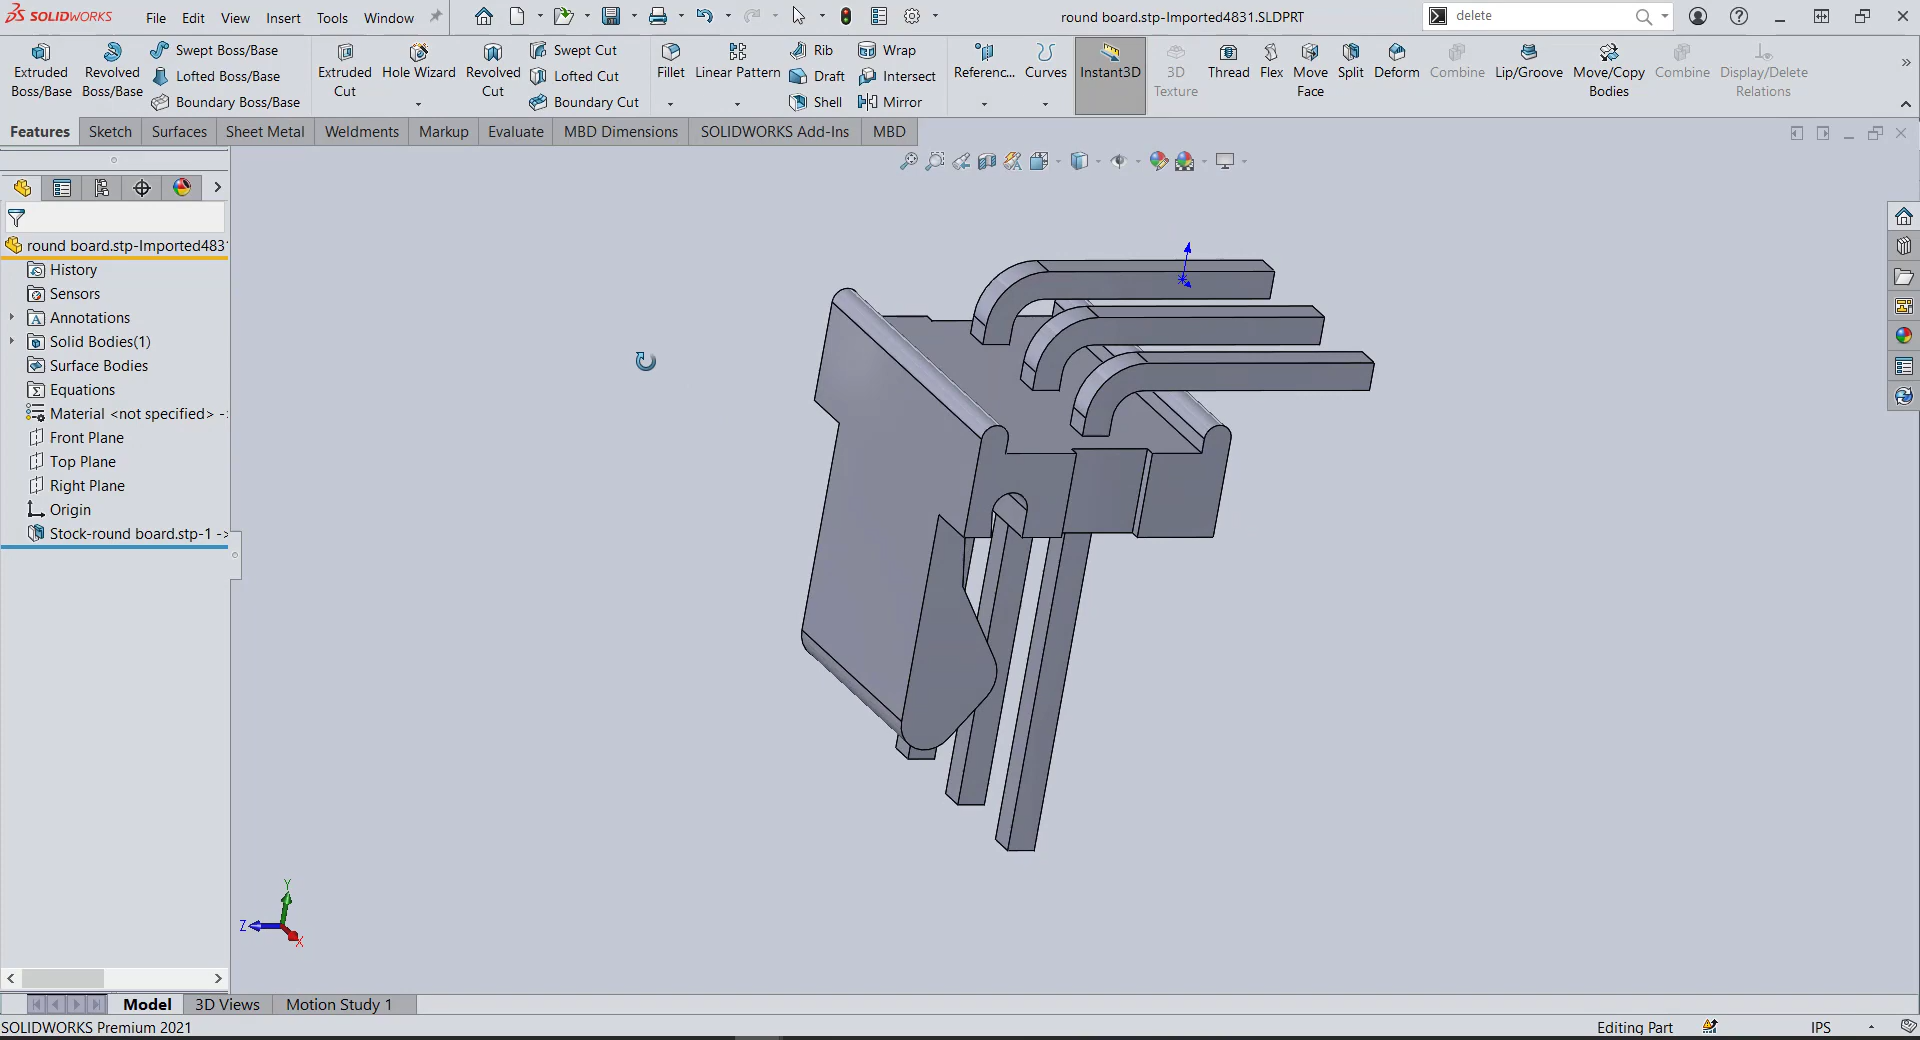 SOLIDWORKS File Edit View Insert Tools Window round board.stp-Imported4831.SLDPRT delete
Extruded Boss/Base
Revolved Boss/Base
Swept Boss/Base
Lofted Boss/Base
Boundary Boss/Base
Extruded Cut
Hole Wizard
Revolved Cut
Swept Cut
Lofted Cut
Boundary Cut
Fillet
Linear Pattern
Rib
Draft
Shell
Wrap
Intersect
Mirror
Referenc...
Curves
Instant3D
3D Texture
Thread
Flex
Move Face
Split
Deform
Combine
Lip/Groove
Move/Copy Bodies
Combine
Display/Delete Relations
Features Sketch Surfaces Sheet Metal Weldments Markup Evaluate MBD Dimensions SOLIDWORKS Add-Ins MBD
round board.stp-Imported483
History
Sensors
Annotations
Solid Bodies(1)
Surface Bodies
Equations
Material <not specified> -
Front Plane
Top Plane
Right Plane
Origin
Stock-round board.stp-1 ->
Y
Z
X
Model 3D Views Motion Study 1
SOLIDWORKS Premium 2021 Editing Part IPS